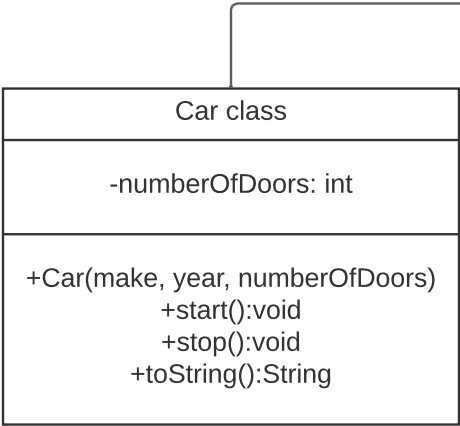 Car class
-numberOfDoors: int
+Car(make, year, numberOfDoors)
+start():void
+stop():void
+toString():String